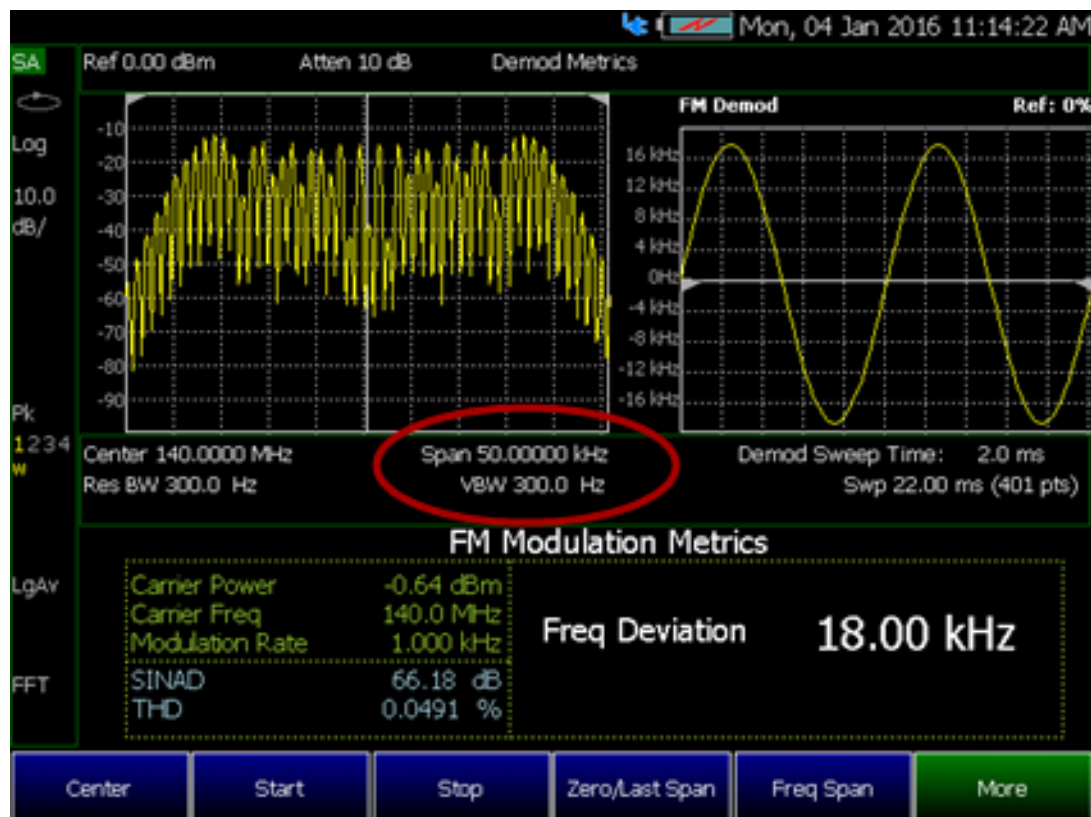 Mon, 04 Jan 2016 11:14:22 AM
SA
Ref 0.00 dBm Atten 10 dB Demod Metrics
FM Demod Ref: 0%
Log
10.0
dB/
-10
-20
-30
-40
-50
-60
-70
-80
-90
16 kHz
12 kHz
8 kHz
4 kHz
0Hz
-4 kHz
-8 kHz
-12 kHz
-16 kHz
Pk
1234
W
Center 140.0000 MHz Span 50.00000 kHz Demod Sweep Time: 2.0 ms
Res BW 300.0 Hz VBW 300.0 Hz Swp 22.00 ms (401 pts)
FM Modulation Metrics
LgAv
Carrier Power -0.64 dBm
Carrier Freq 140.0 MHz
Modulation Rate 1.000 kHz
Freq Deviation 18.00 kHz
FFT
SINAD 66.18 dB
THD 0.0491 %
Center Start Stop Zero/Last Span Freq Span More